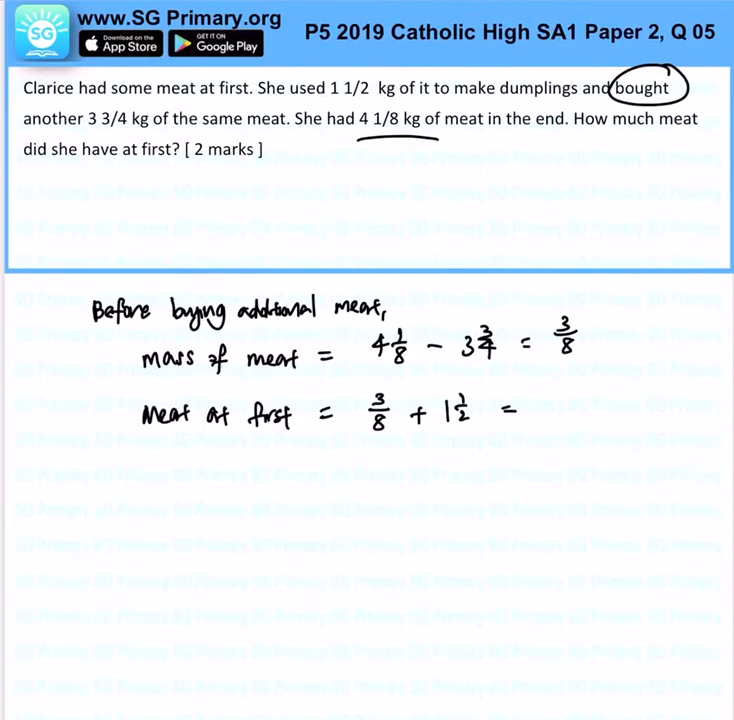 www.SG Primary.org
Download on the App Store
GET IT ON Google Play
SG
P5 2019 Catholic High SA1 Paper 2, Q 05
Clarice had some meat at first. She used 1 1/2 kg of it to make dumplings and bought
another 3 3/4 kg of the same meat. She had 4 1/8 kg of meat in the end. How much meat
did she have at first? [ 2 marks ]
Before buying additional meat,
mass of meat = 4 1/8 - 3 3/4 = 3/8
Meat at first = 3/8 + 1 1/2 =